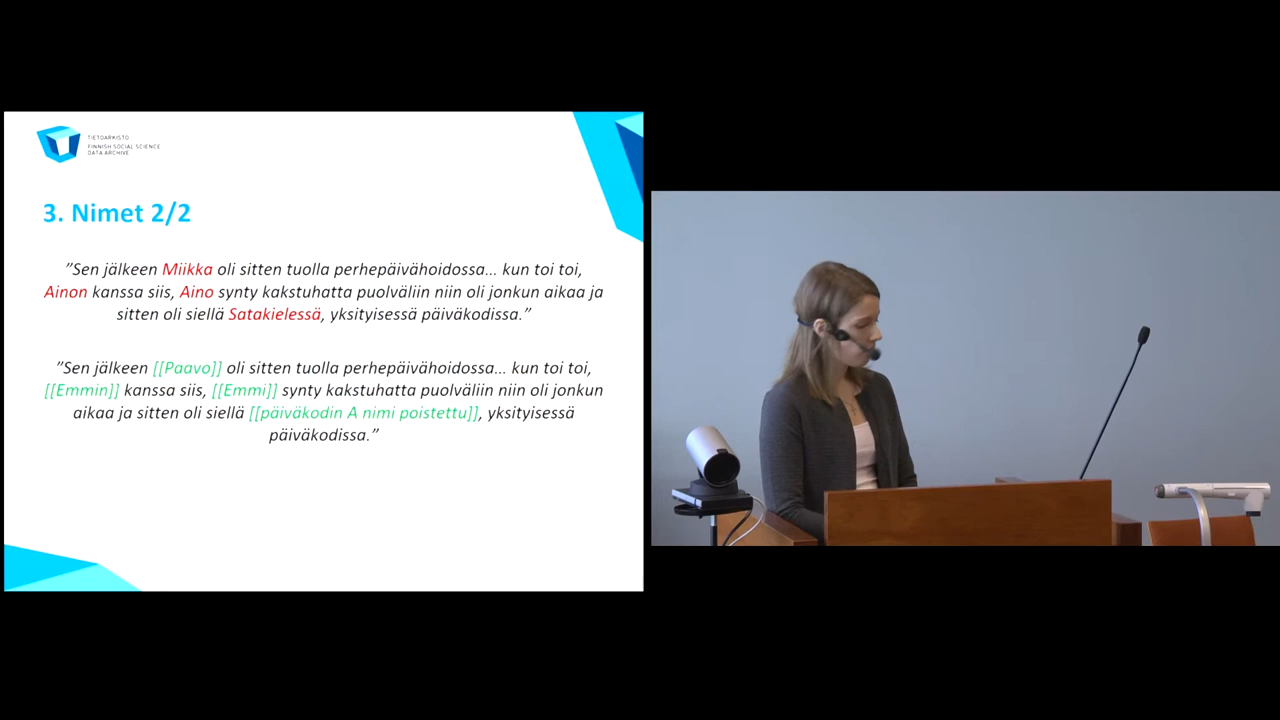 TIETOARKISTO
FINNISH SOCIAL SCIENCE
DATA ARCHIVE
3. Nimet 2/2
”Sen jälkeen Miikka oli sitten tuolla perhepäivähoidossa... kun toi toi,
Ainon kanssa siis, Aino synty kakstuhatta puolväliin niin oli jonkun aikaa ja
sitten oli siellä Satakielessä, yksityisessä päiväkodissa.”
”Sen jälkeen [[Paavo]] oli sitten tuolla perhepäivähoidossa... kun toi toi,
[[Emmin]] kanssa siis, [[Emmi]] synty kakstuhatta puolväliin niin oli jonkun
aikaa ja sitten oli siellä [[päiväkodin A nimi poistettu]], yksityisessä
päiväkodissa.”